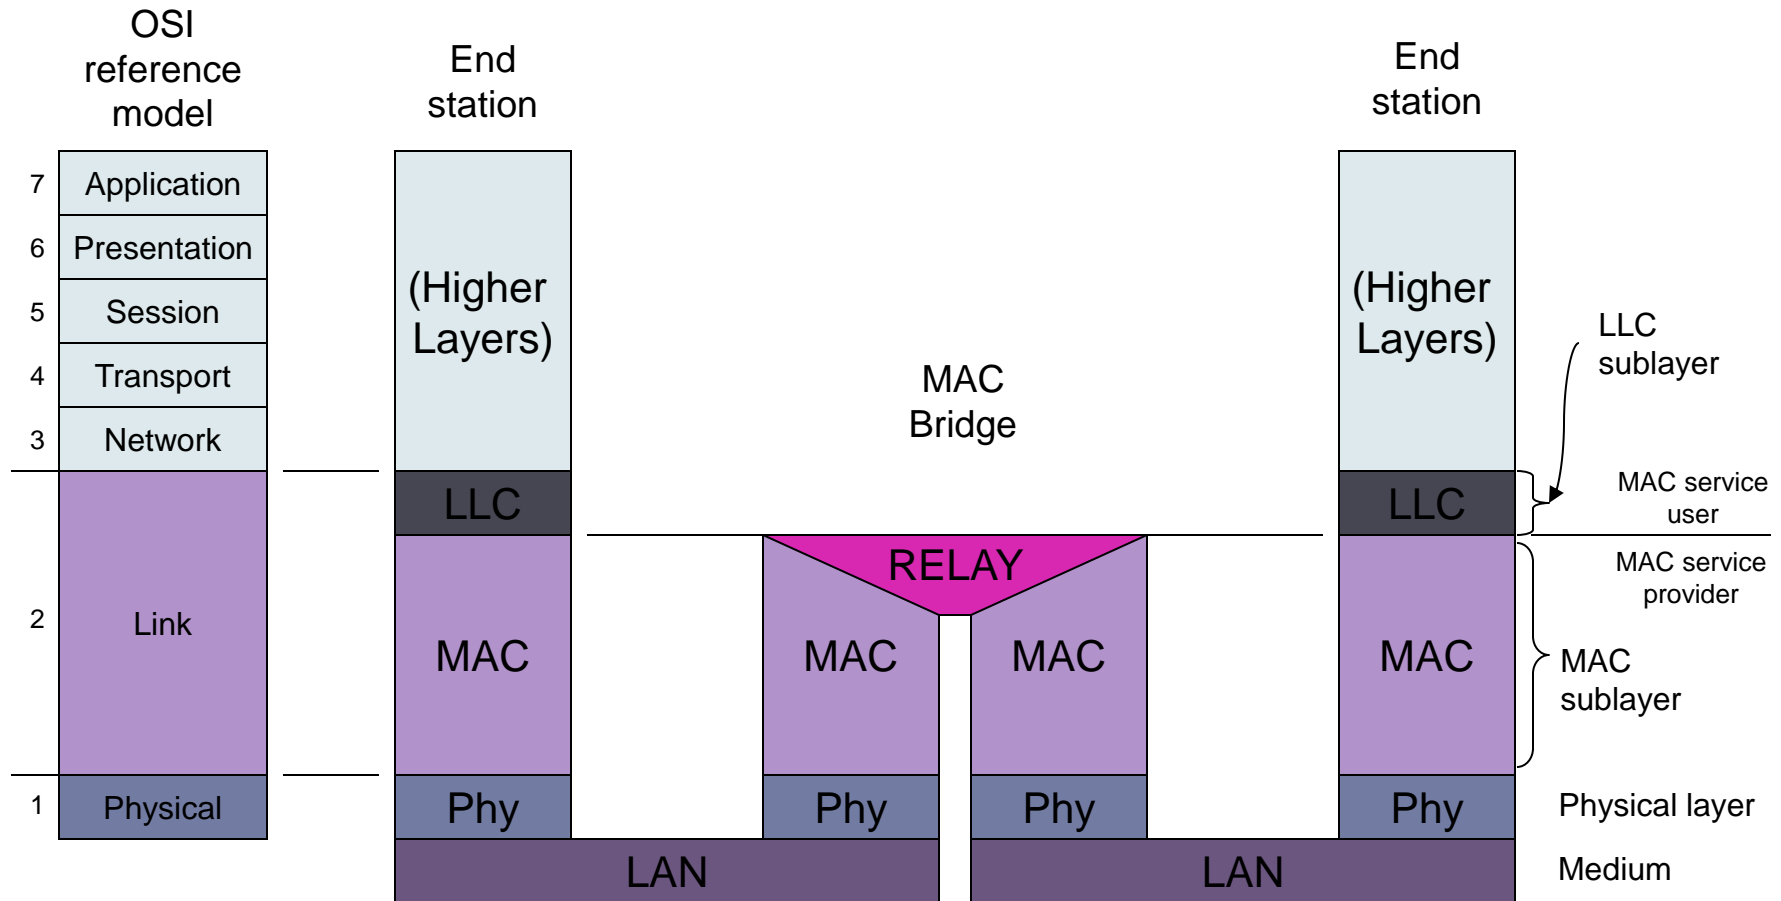 OSI
reference
model
End
station
End
station
7
Application
6
Presentation
5
Session
4
Transport
3
Network
2
Link
1
Physical
(Higher
Layers)
LLC
MAC
Phy
MAC
Bridge
RELAY
MAC
MAC
Phy
Phy
(Higher
Layers)
LLC
MAC
Phy
LAN
LAN
LLC
sublayer
MAC service
user
MAC service
provider
MAC
sublayer
Physical layer
Medium